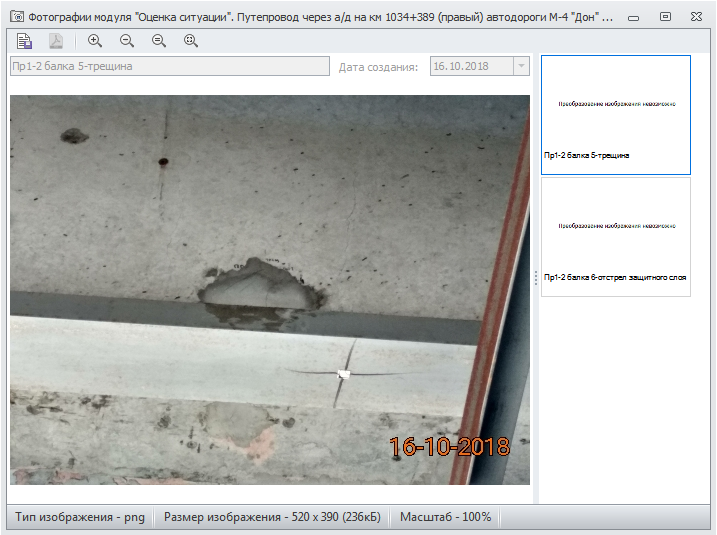 Фотографии модуля "Оценка ситуации". Путепровод через а/д на км 1034+389 (правый) автодороги М-4 "Дон" ...
Пр1-2 балка 5-трещина
Дата создания:
16.10.2018
Преобразование изображения невозможно
Пр1-2 балка 5-трещина
Преобразование изображения невозможно
Пр1-2 балка 6-отстрел защитного слоя
16-10-2018
Тип изображения - png
Размер изображения - 520 x 390 (236кБ)
Масштаб - 100%